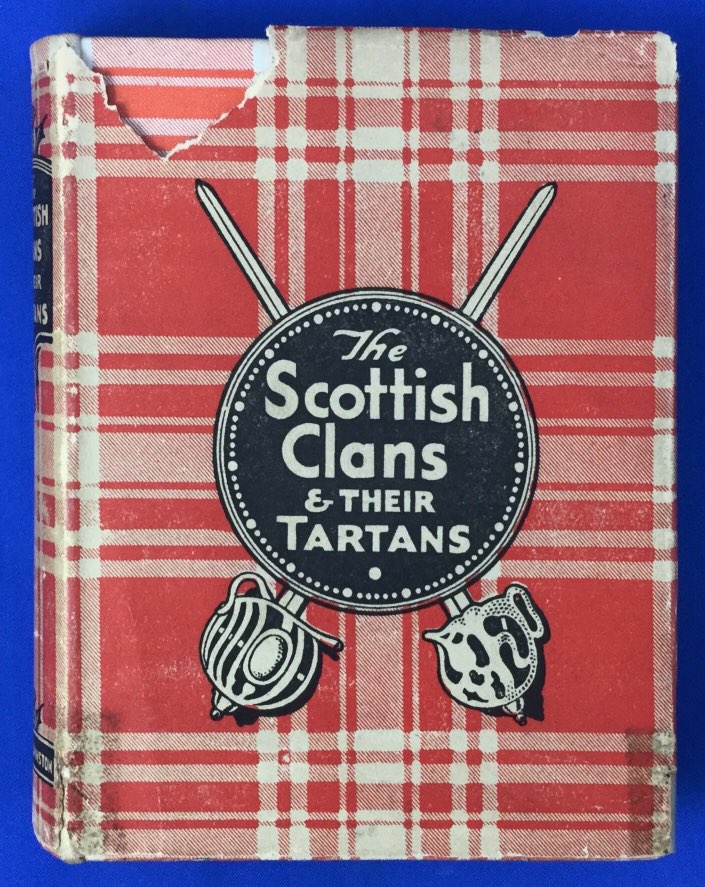 The
Scottish
Clans
& THEIR
TARTANS